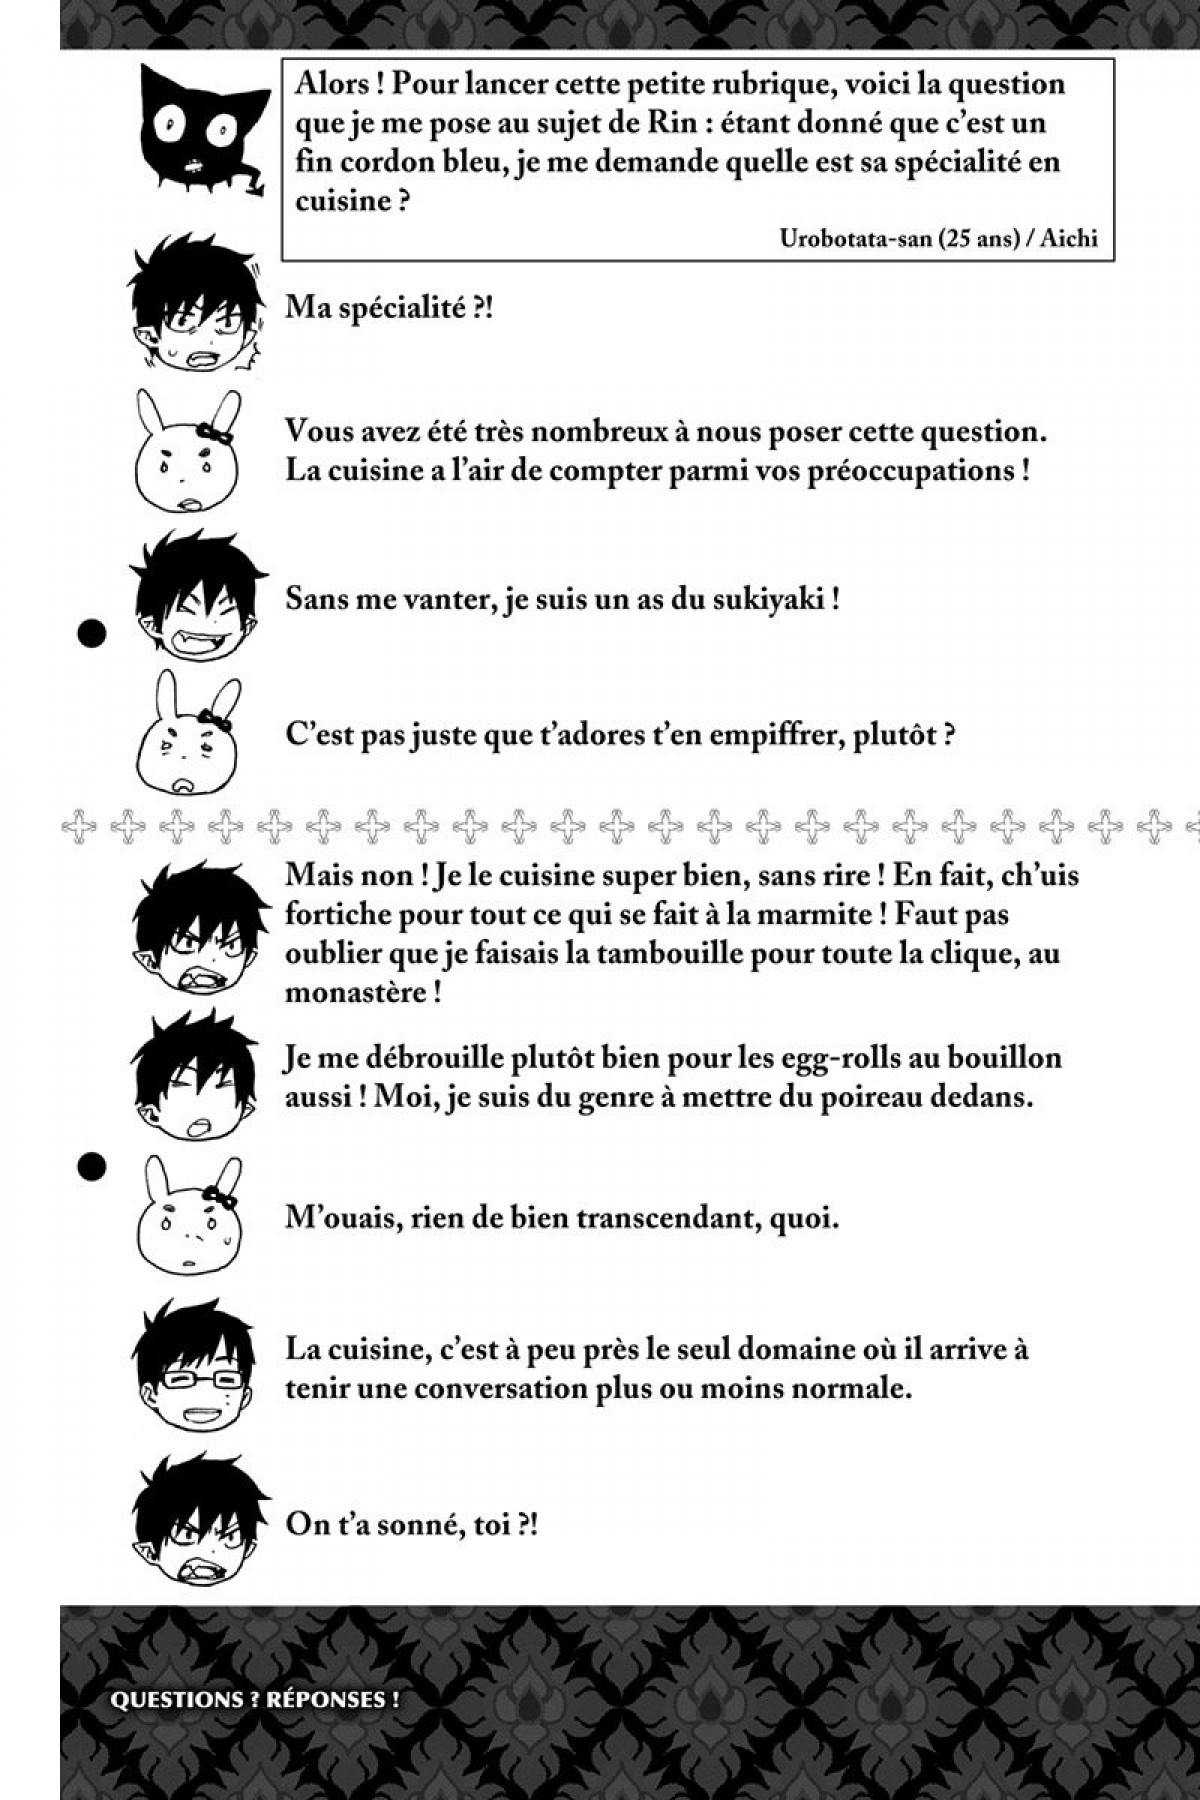 Alors ! Pour lancer cette petite rubrique, voici la question
que je me pose au sujet de Rin : étant donné que c’est un
fin cordon bleu, je me demande quelle est sa spécialité en
cuisine ?
Urobotata-san (25 ans) / Aichi
Ma spécialité ?!
Vous avez été très nombreux à nous poser cette question.
La cuisine a l’air de compter parmi vos préoccupations !
Sans me vanter, je suis un as du sukiyaki !
C’est pas juste que t’adores t’en empiffrer, plutôt ?
Mais non ! Je le cuisine super bien, sans rire ! En fait, ch’uis
fortiche pour tout ce qui se fait à la marmite ! Faut pas
oublier que je faisais la tambouille pour toute la clique, au
monastère !
Je me débrouille plutôt bien pour les egg-rolls au bouillon
aussi ! Moi, je suis du genre à mettre du poireau dedans.
M’ouais, rien de bien transcendant, quoi.
La cuisine, c’est à peu près le seul domaine où il arrive à
tenir une conversation plus ou moins normale.
On t’a sonné, toi ?!
QUESTIONS ? RÉPONSES !